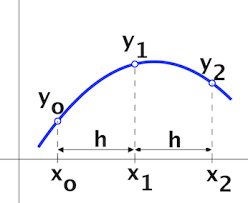 y₁
y₂
yₒ
h h
xₒ x₁ x₂